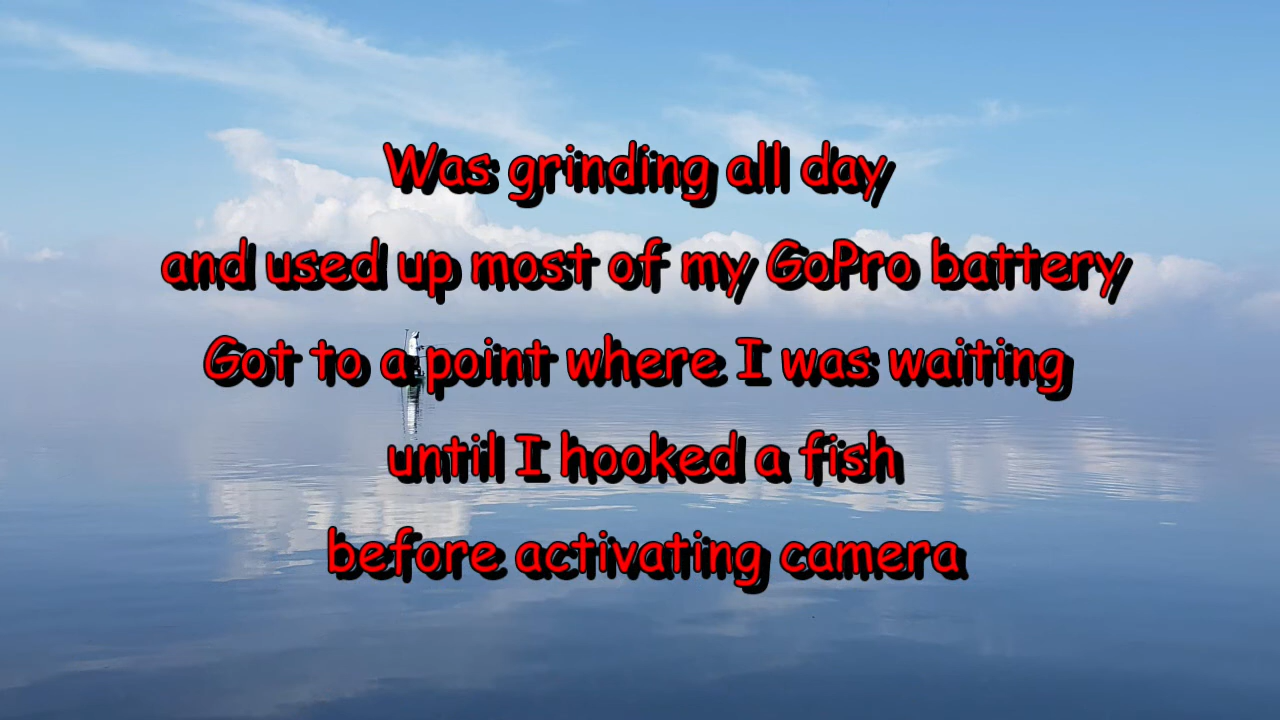 Was grinding all day
and used up most of my GoPro battery
Got to a point where I was waiting
until I hooked a fish
before activating camera